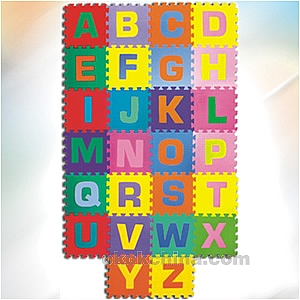 A B C D
E F G H
I J K L
M N O P
Q R S T
U V W X
Y Z